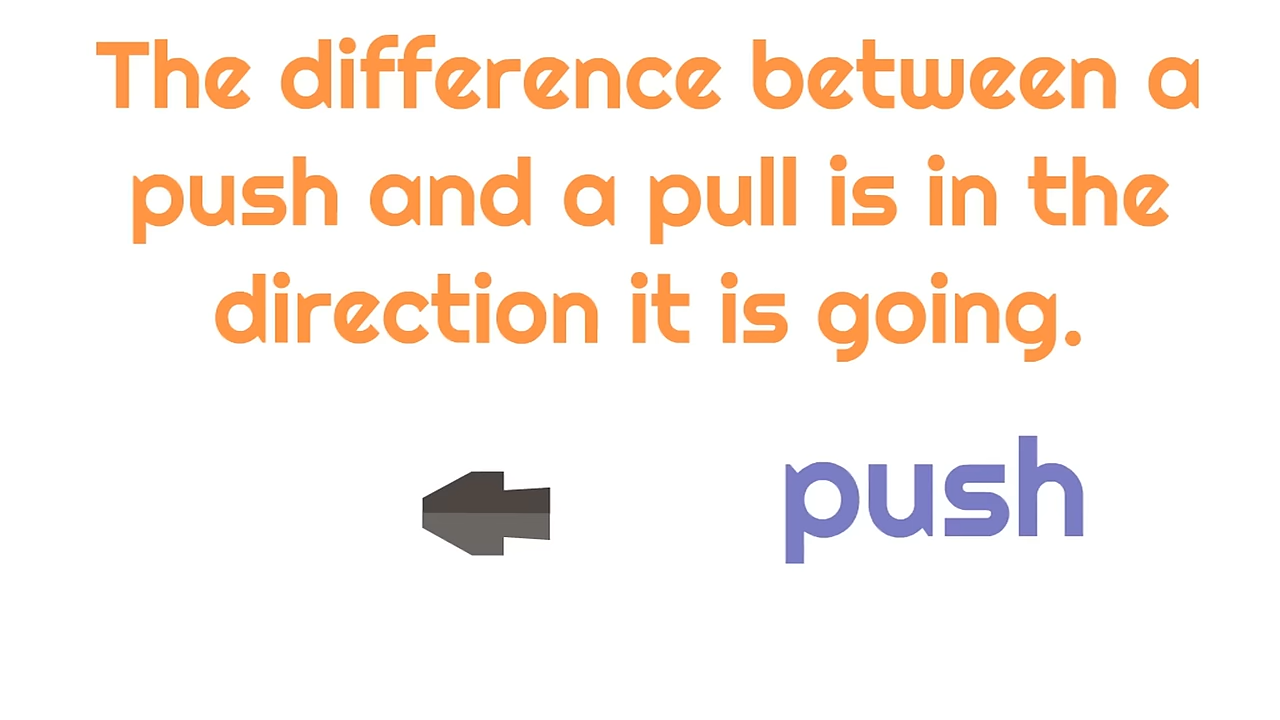 The difference between a
push and a pull is in the
direction it is going.
push